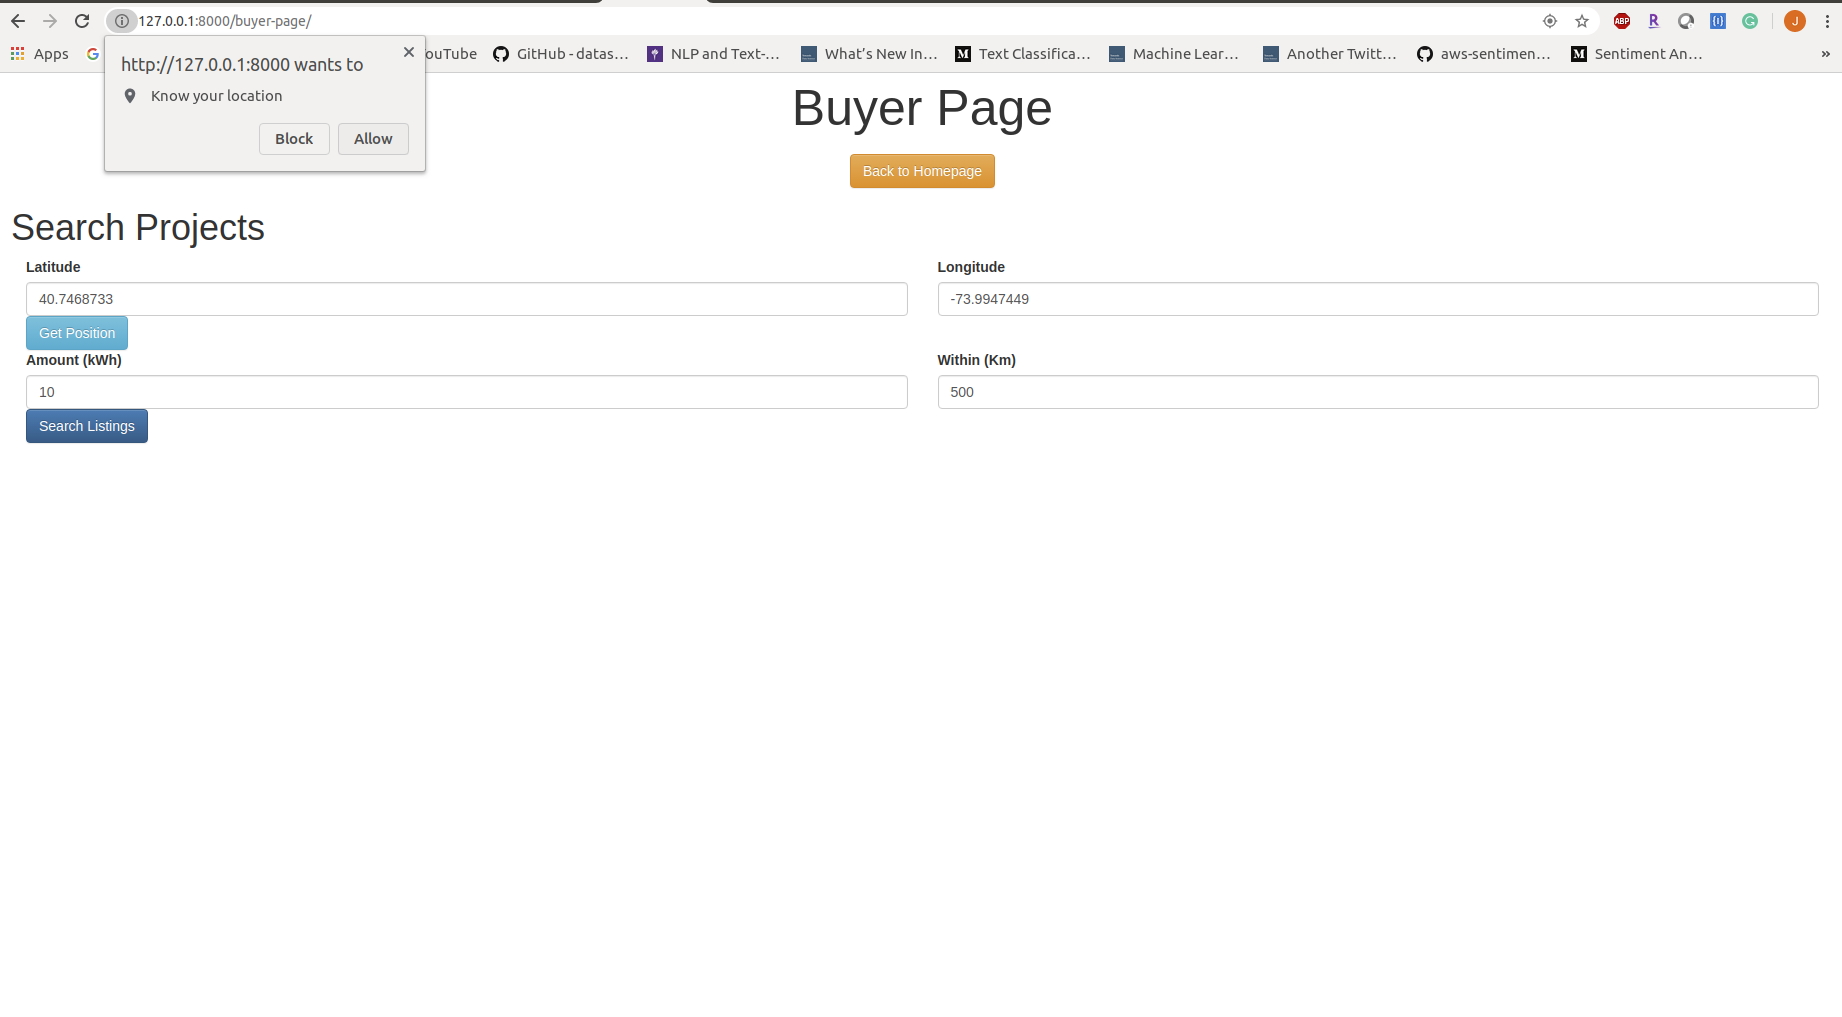 127.0.0.1:8000/buyer-page/
ABP R {i} G J
Apps G ouTube GitHub - datas... NLP and Text-... What's New In... M Text Classifica... Machine Lear... Another Twitt... aws-sentimen... M Sentiment An... »
http://127.0.0.1:8000 wants to
Know your location
Block Allow
Buyer Page
Back to Homepage
Search Projects
Latitude Longitude
40.7468733 -73.9947449
Get Position
Amount (kWh) Within (Km)
10 500
Search Listings